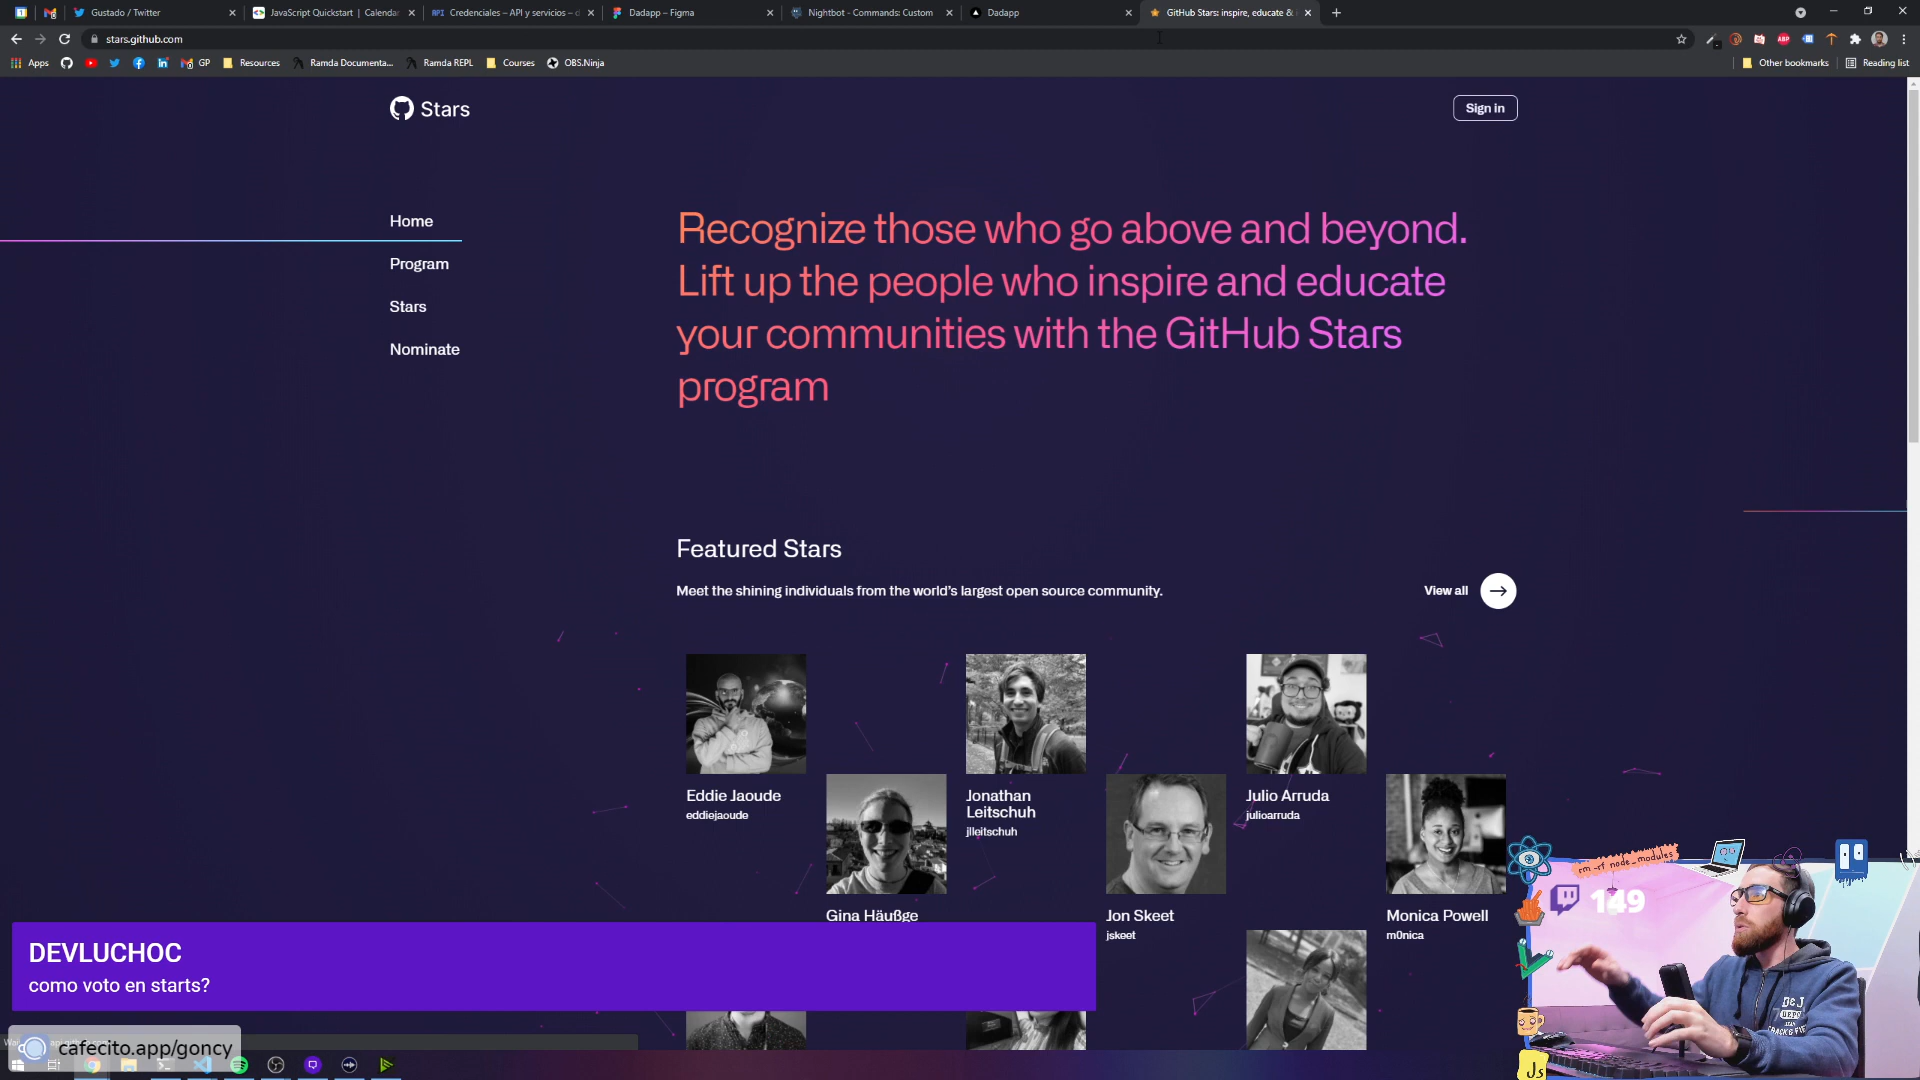 Gustado / Twitter
JavaScript Quickstart | Calendar
API Credenciales – API y servicios – d
Dadapp – Figma
Nightbot - Commands: Custom
Dadapp
GitHub Stars: inspire, educate &
stars.github.com
ABP
Apps
GP
Resources
Ramda Documenta...
Ramda REPL
Courses
OBS.Ninja
Other bookmarks
Reading list
Stars
Sign in
Home
Program
Stars
Nominate
Recognize those who go above and beyond.
Lift up the people who inspire and educate
your communities with the GitHub Stars
program
Featured Stars
Meet the shining individuals from the world's largest open source community.
View all
Eddie Jaoude
eddiejaoude
Jonathan
Leitschuh
jlleitschuh
Julio Arruda
julioarruda
Gina Häußge
Jon Skeet
jskeet
Monica Powell
m0nica
rm -rf node_modules
149
DEVLUCHOC
como voto en starts?
cafecito.app/goncy
JS